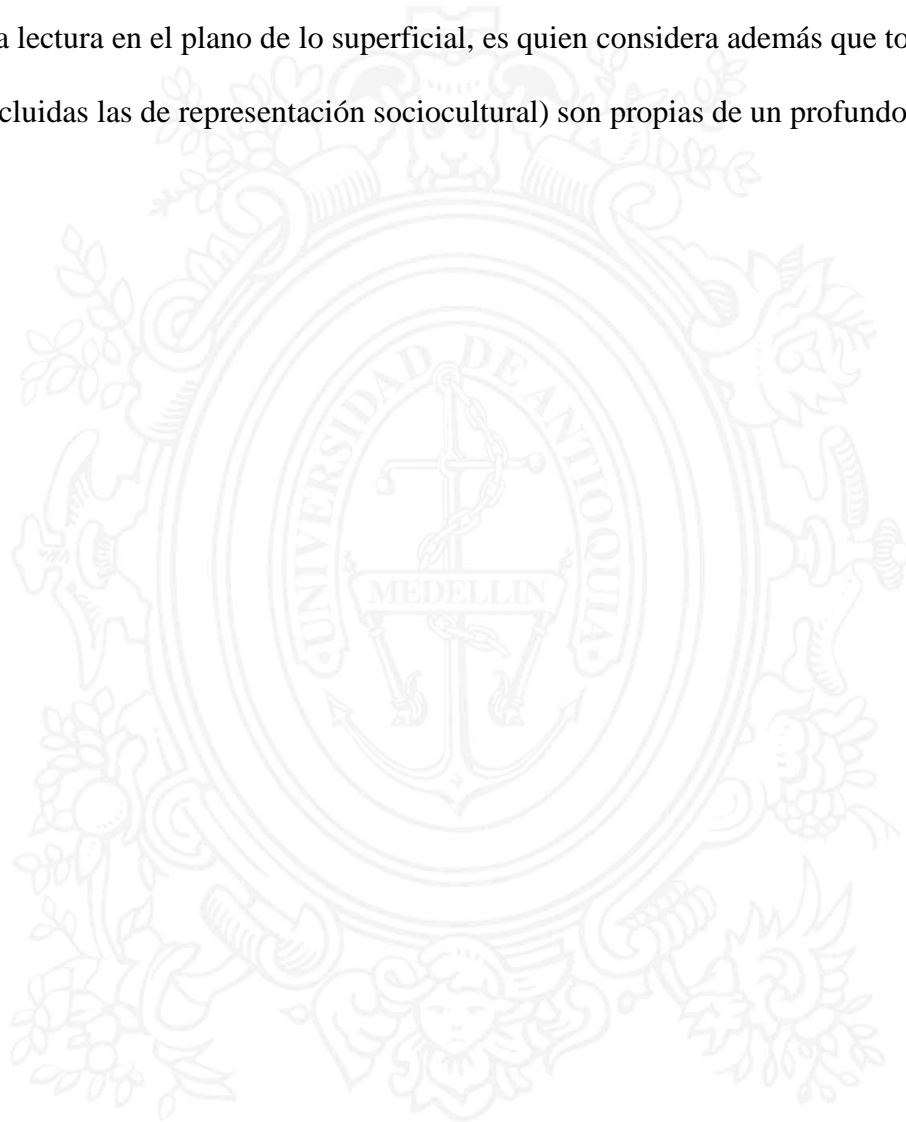 a lectura en el plano de lo superficial, es quien considera además que to
cluidas las de representación sociocultural) son propias de un profundo
UNIVERSIDAD DE ANTIOQUIA
MEDELLIN